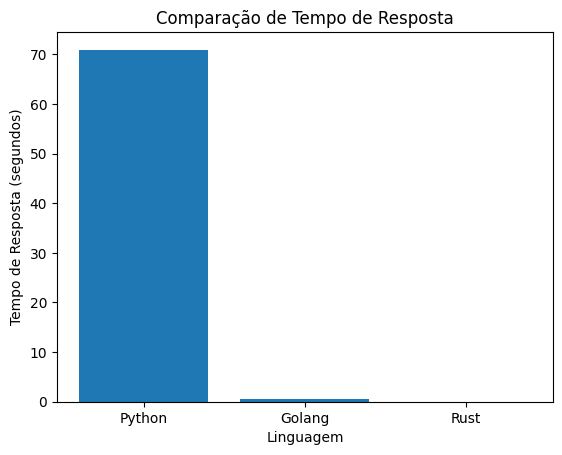 Comparação de Tempo de Resposta
Tempo de Resposta (segundos)
70
60
50
40
30
20
10
0
Python Golang Rust
Linguagem